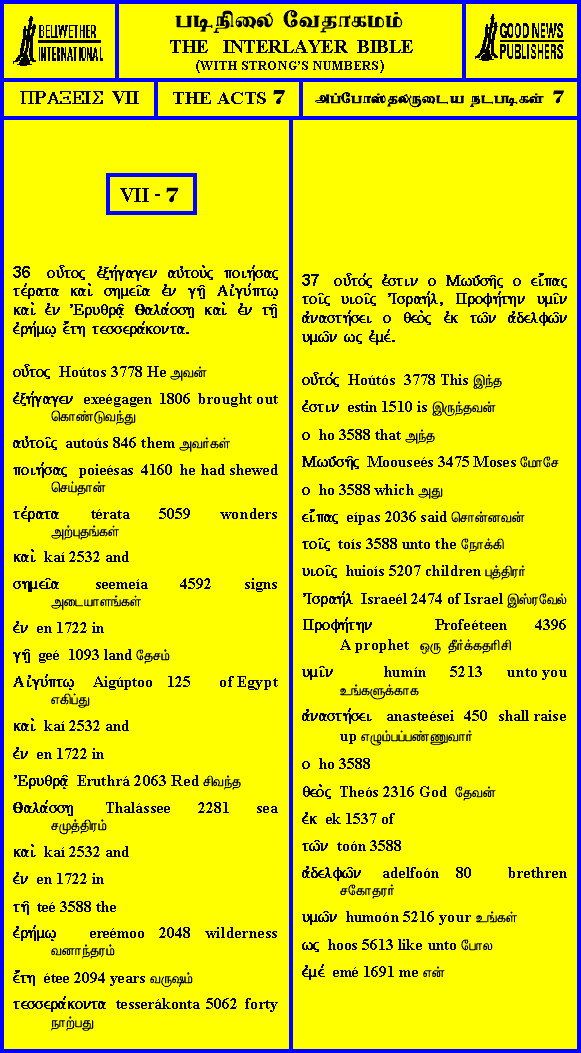 BELLWETHER
INTERNATIONAL
படிநிலை வேதாகமம்
THE INTERLAYER BIBLE
(WITH STRONG'S NUMBERS)
GOOD NEWS
PUBLISHERS
ΠΡΑΞΕΙΣ VII
THE ACTS 7
அப்போஸ்தலருடைய நடபடிகள் 7
VII - 7
36 οὗτος ἐξήγαγεν αὐτοὺς ποιήσας
τέρατα καὶ σημεῖα ἐν γῇ Αἰγύπτῳ
καὶ ἐν Ἐρυθρᾷ Θαλάσσῃ καὶ ἐν τῇ
ἐρήμῳ ἔτη τεσσεράκοντα.
οὗτος Hoútos 3778 He அவன்
ἐξήγαγεν exeégagen 1806 brought out
கொண்டுவந்து
αὐτοῖς autoús 846 them அவர்கள்
ποιήσας poieésas 4160 he had shewed
செய்தான்
τέρατα térata 5059 wonders
அற்புதங்கள்
καὶ kaí 2532 and
σημεῖα seemeía 4592 signs
அடையாளங்கள்
ἐν en 1722 in
γῇ geé 1093 land தேசம்
Αἰγύπτῳ Aigúptoo 125 of Egypt
எகிப்து
καὶ kaí 2532 and
ἐν en 1722 in
Ἐρυθρᾷ Eruthrá 2063 Red சிவந்த
Θαλάσσῃ Thalássee 2281 sea
சமுத்திரம்
καὶ kaí 2532 and
ἐν en 1722 in
τῇ teé 3588 the
ἐρήμῳ ereémoo 2048 wilderness
வனாந்தரம்
ἔτη étee 2094 years வருஷம்
τεσσεράκοντα tesserákonta 5062 forty
நாற்பது
37 οὗτός ἐστιν ο Μωϋσῆς ο εἶπας
τοῖς υιοῖς Ἰσραήλ, Προφήτην υμῖν
ἀναστήσει ο θεὸς ἐκ τῶν ἀδελφῶν
υμῶν ως ἐμέ.
οὗτός Hoútós 3778 This இந்த
ἐστιν estin 1510 is இருந்தவன்
ο ho 3588 that அந்த
Μωϋσῆς Moouseés 3475 Moses மோசே
ο ho 3588 which அது
εἶπας eípas 2036 said சொன்னவன்
τοῖς toís 3588 unto the நோக்கி
υιοῖς huioís 5207 children புத்திரர்
Ἰσραήλ Israeél 2474 of Israel இஸ்ரவேல்
Προφήτην Profeéteen 4396
A prophet ஒரு தீர்க்கதரிசி
υμῖν humín 5213 unto you
உங்களுக்காக
ἀναστήσει anasteései 450 shall raise
up எழும்பப்பண்ணுவார்
ο ho 3588
θεὸς Theós 2316 God தேவன்
ἐκ ek 1537 of
τῶν toón 3588
ἀδελφῶν adelfoón 80 brethren
சகோதரர்
υμῶν humoón 5216 your உங்கள்
ως hoos 5613 like unto போல
ἐμέ emé 1691 me என்